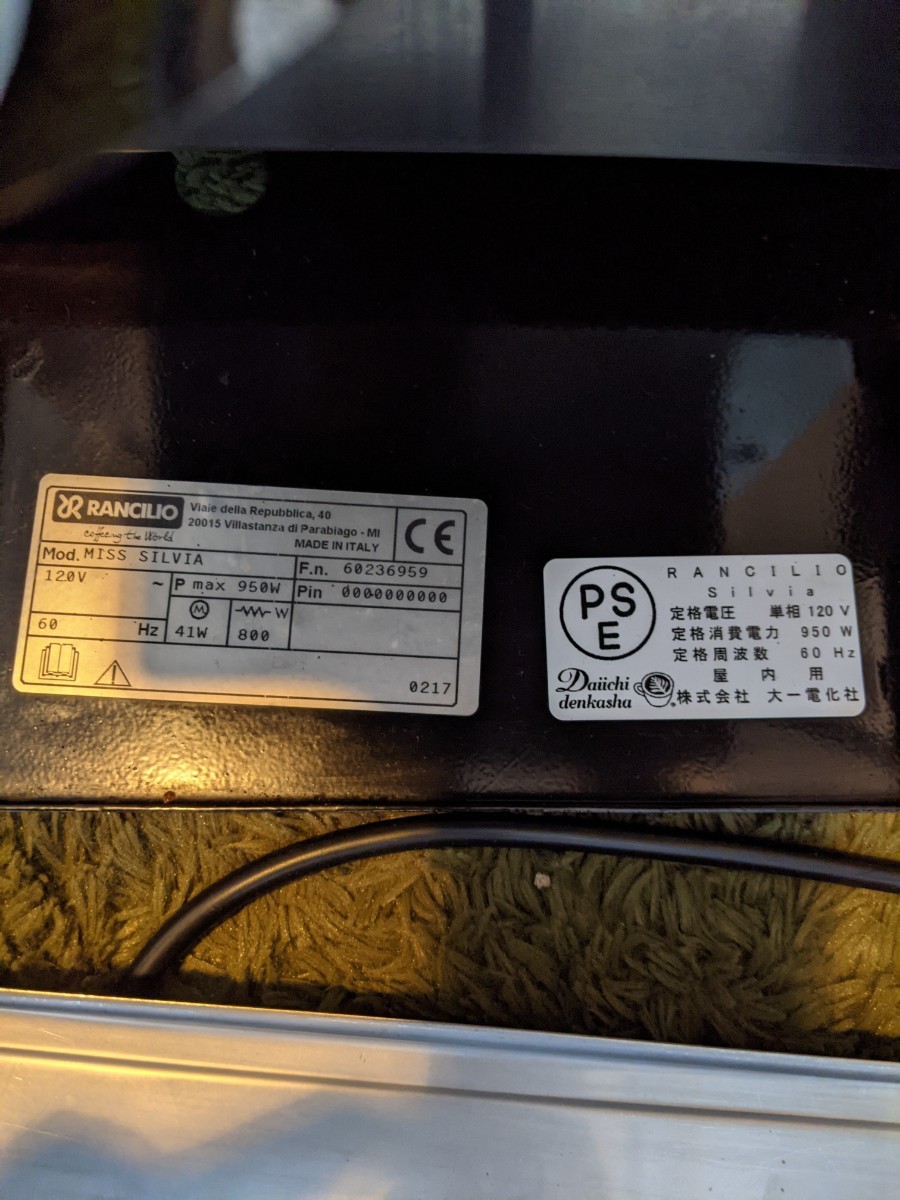 RANCILIO
coffeeing the World
Viale della Repubblica, 40
20015 Villastanza di Parabiago - MI
MADE IN ITALY
CE
Mod. MISS SILVIA
F.n. 60236959
120V ~
P max 950W
Pin 0000000000
60 Hz
M
41W
W
800
0217
PSE
RANCILIO
Silvia
定格電圧 単相 120 V
定格消費電力 950 W
定格周波数 60 Hz
屋内用
Daiichi
denkasha
株式会社 大一電化社